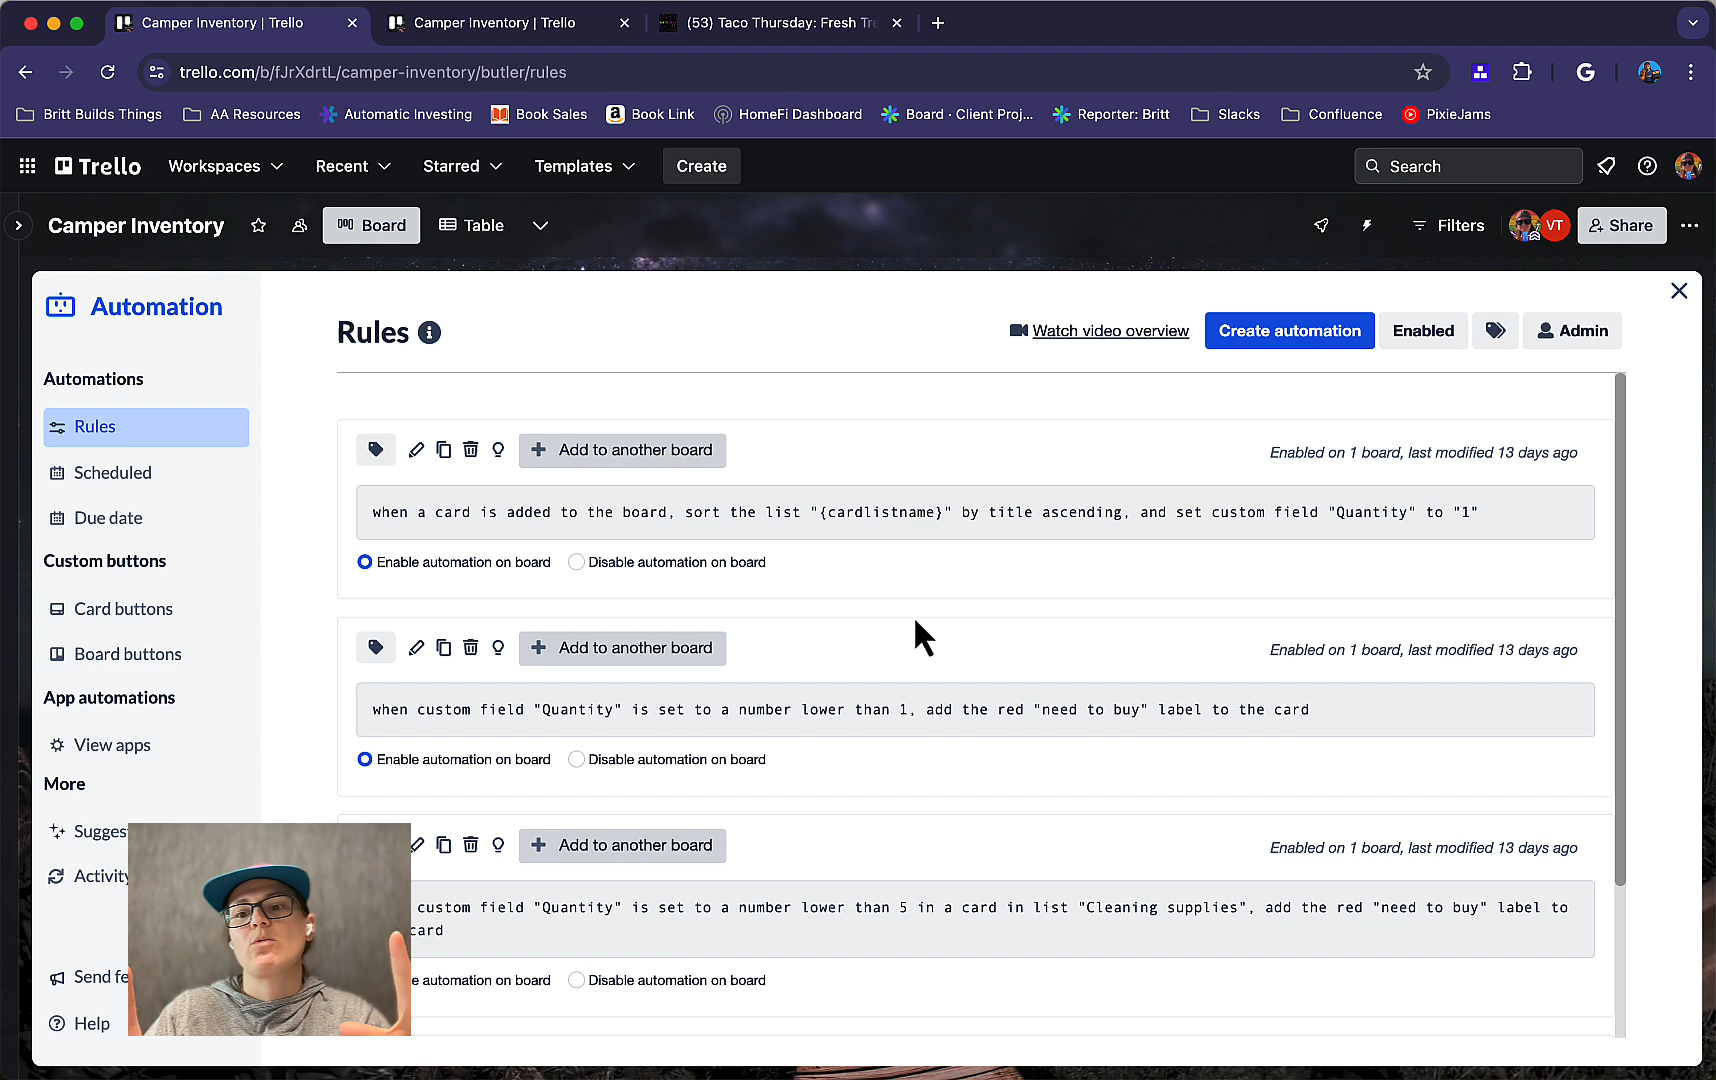 Camper Inventory | Trello
Camper Inventory | Trello
(53) Taco Thursday: Fresh Tre
trello.com/b/fJrXdrtL/camper-inventory/butler/rules
Britt Builds Things
AA Resources
Automatic Investing
Book Sales
Book Link
HomeFi Dashboard
Board · Client Proj...
Reporter: Britt
Slacks
Confluence
PixieJams
Trello
Workspaces
Recent
Starred
Templates
Create
Search
Camper Inventory
Board
Table
Filters
VT
Share
Automation
Automations
Rules
Scheduled
Due date
Custom buttons
Card buttons
Board buttons
App automations
View apps
More
Sugges
Activity
Send fe
Help
Rules
Watch video overview
Create automation
Enabled
Admin
Add to another board
Enabled on 1 board, last modified 13 days ago
when a card is added to the board, sort the list "{cardlistname}" by title ascending, and set custom field "Quantity" to "1"
Enable automation on board
Disable automation on board
Add to another board
Enabled on 1 board, last modified 13 days ago
when custom field "Quantity" is set to a number lower than 1, add the red "need to buy" label to the card
Enable automation on board
Disable automation on board
Add to another board
Enabled on 1 board, last modified 13 days ago
custom field "Quantity" is set to a number lower than 5 in a card in list "Cleaning supplies", add the red "need to buy" label to
card
e automation on board
Disable automation on board